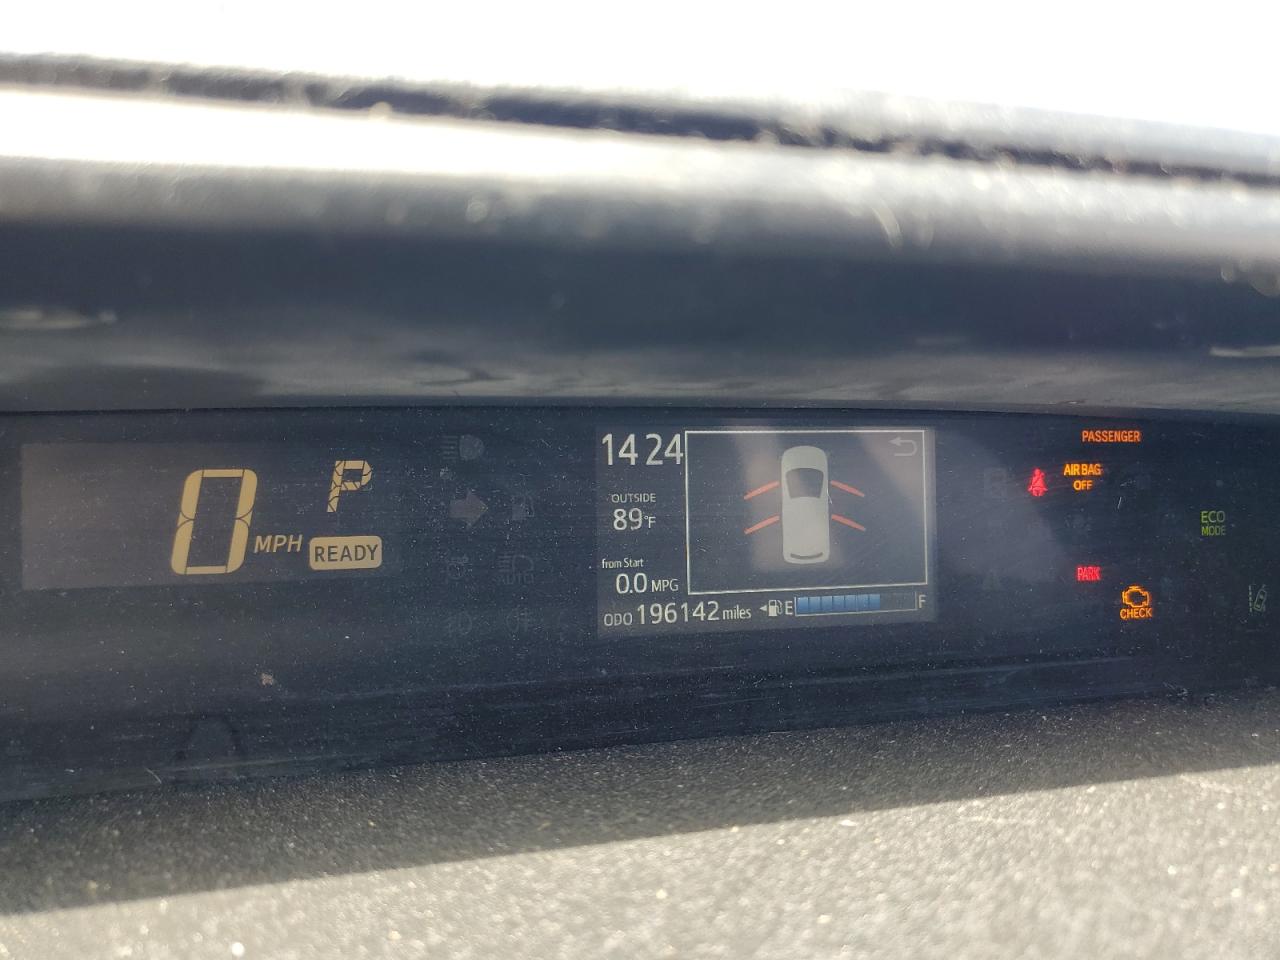 0 MPH P
READY
AUTO
14 24
OUTSIDE
89°F
from Start
0.0 MPG
ODO 196142 miles
E F
PASSENGER
AIR BAG
OFF
PARK
CHECK
ECO
MODE